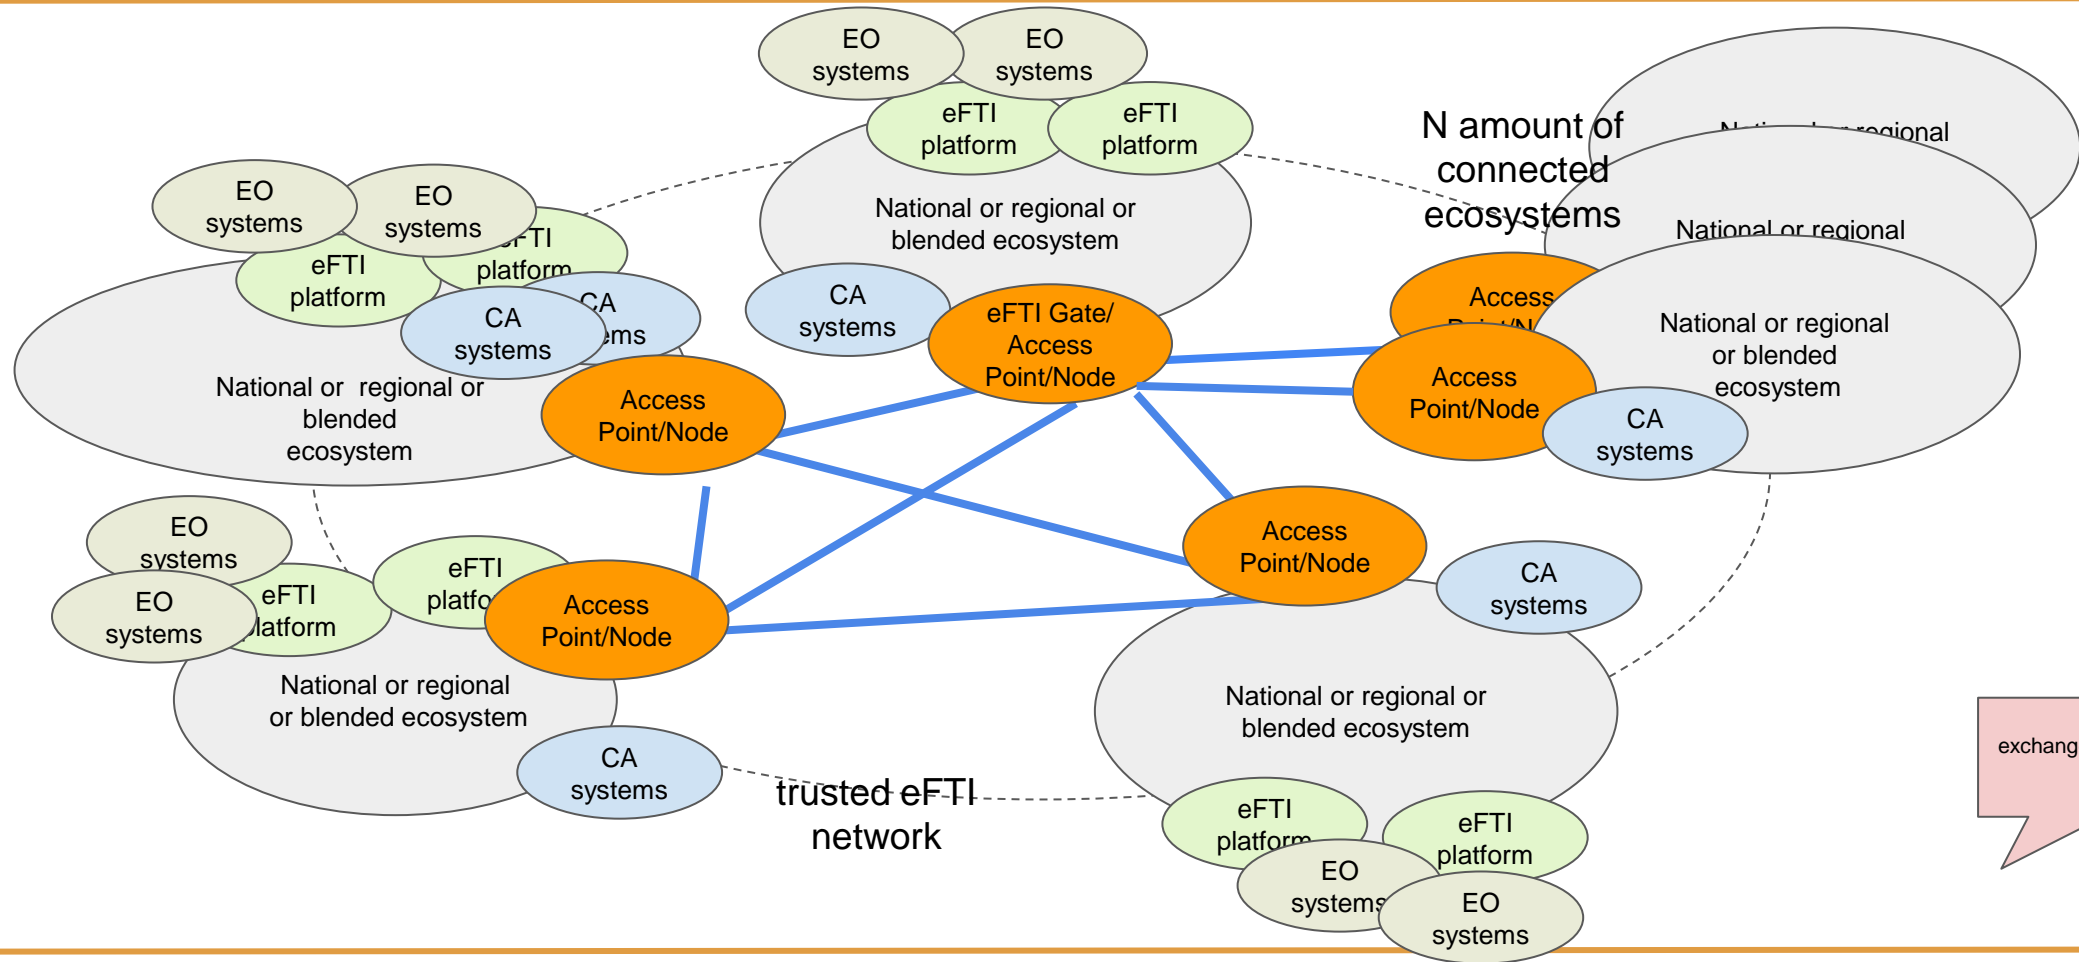 EO
systems
EO
systems
eFTI
platform
eFTI
platform
National or regional or
blended ecosystem
CA
systems
eFTI Gate/
Access
Point/Node
N amount of
connected
ecosystems
National or regional
National or regional
Access
National or regional
or blended
ecosystem
Access
Point/Node
CA
systems
EO
systems
EO
systems
eFTI
platform
platform
CA
systems
National or  regional or
blended
ecosystem
Access
Point/Node
EO
systems
EO
systems
eFTI
eFTI
Access
Point/Node
National or regional
or blended ecosystem
CA
systems
trusted eFTI
network
Access
Point/Node
CA
systems
National or regional or
blended ecosystem
eFTI
platform
eFTI
platform
EO
systems
EO
systems
exchang